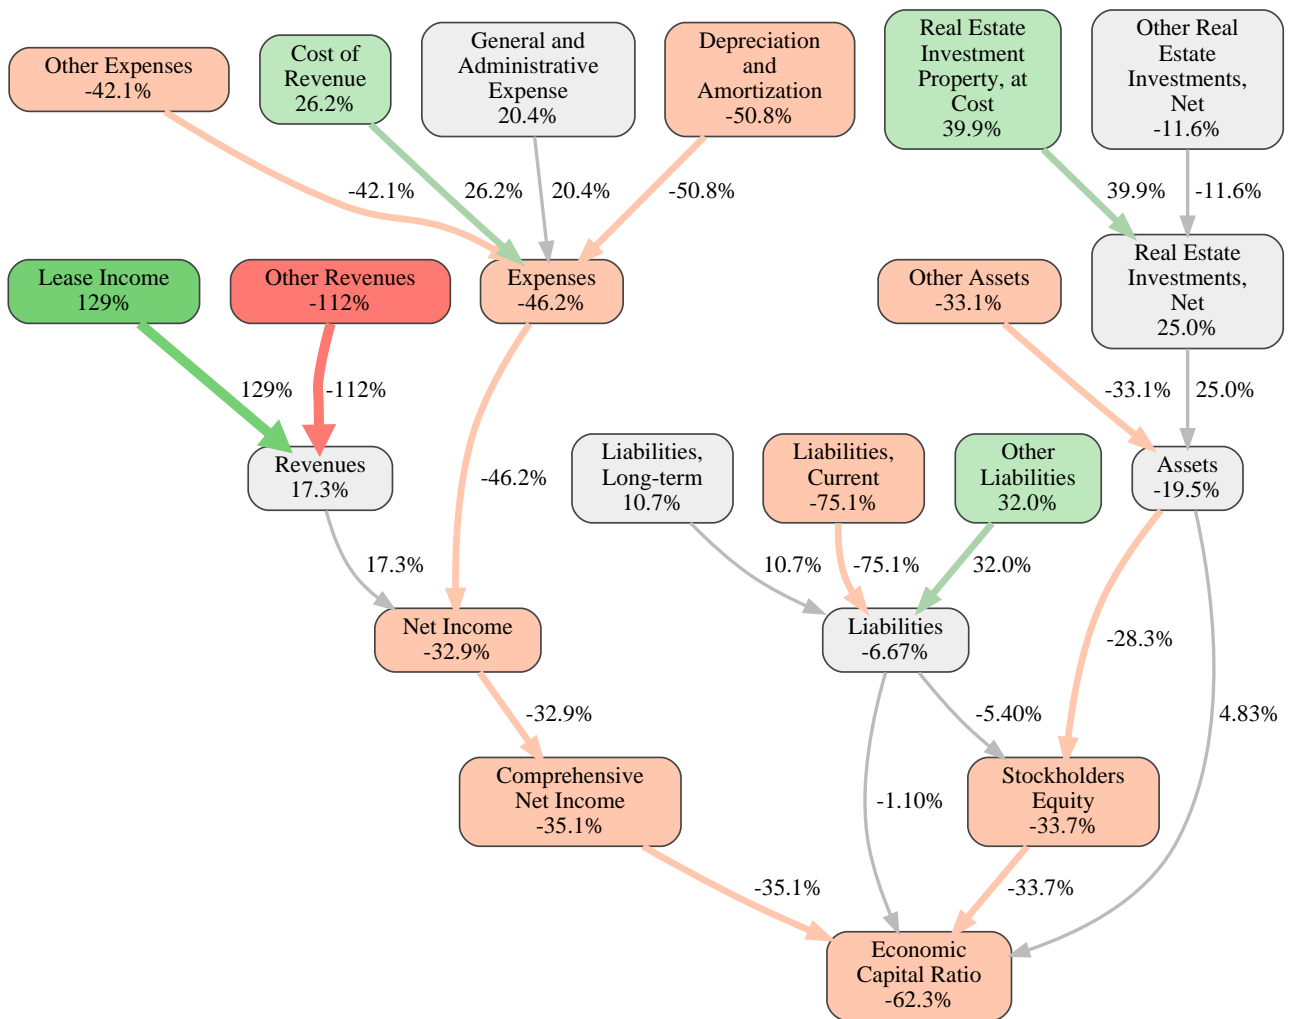 Other Expenses
-42.1%
Cost of
Revenue
26.2%
General and
Administrative
Expense
20.4%
Depreciation
and
Amortization
-50.8%
Real Estate
Investment
Property, at
Cost
39.9%
Other Real
Estate
Investments,
Net
-11.6%
-42.1%
26.2%
20.4%
-50.8%
39.9%
-11.6%
Lease Income
129%
Other Revenues
-112%
Expenses
-46.2%
Other Assets
-33.1%
Real Estate
Investments,
Net
25.0%
129%
-112%
-33.1%
25.0%
Revenues
17.3%
-46.2%
Liabilities,
Long-term
10.7%
Liabilities,
Current
-75.1%
Other
Liabilities
32.0%
Assets
-19.5%
17.3%
10.7%
-75.1%
32.0%
Net Income
-32.9%
Liabilities
-6.67%
-28.3%
-32.9%
-5.40%
4.83%
Comprehensive
Net Income
-35.1%
-1.10%
Stockholders
Equity
-33.7%
-35.1%
-33.7%
Economic
Capital Ratio
-62.3%